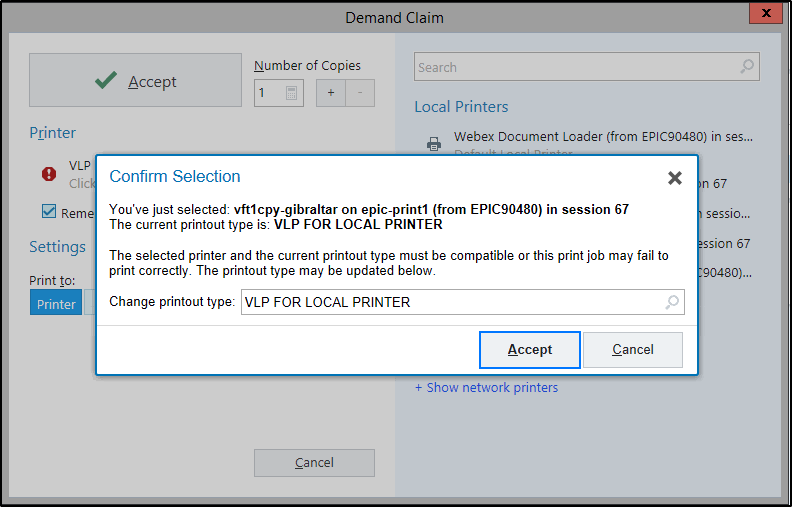 Demand Claim
Accept
Number of Copies
1
+
-
Search
Local Printers
Webex Document Loader (from EPIC90480) in ses...
Default Local Printer
Printer
VLP
Click
Reme
Settings
Print to:
Printer
on 67
n sessio...
ession 67
C90480)...
Confirm Selection
You've just selected: vft1cpy-gibraltar on epic-print1 (from EPIC90480) in session 67
The current printout type is: VLP FOR LOCAL PRINTER
The selected printer and the current printout type must be compatible or this print job may fail to
print correctly. The printout type may be updated below.
Change printout type:
VLP FOR LOCAL PRINTER
Accept
Cancel
+ Show network printers
Cancel